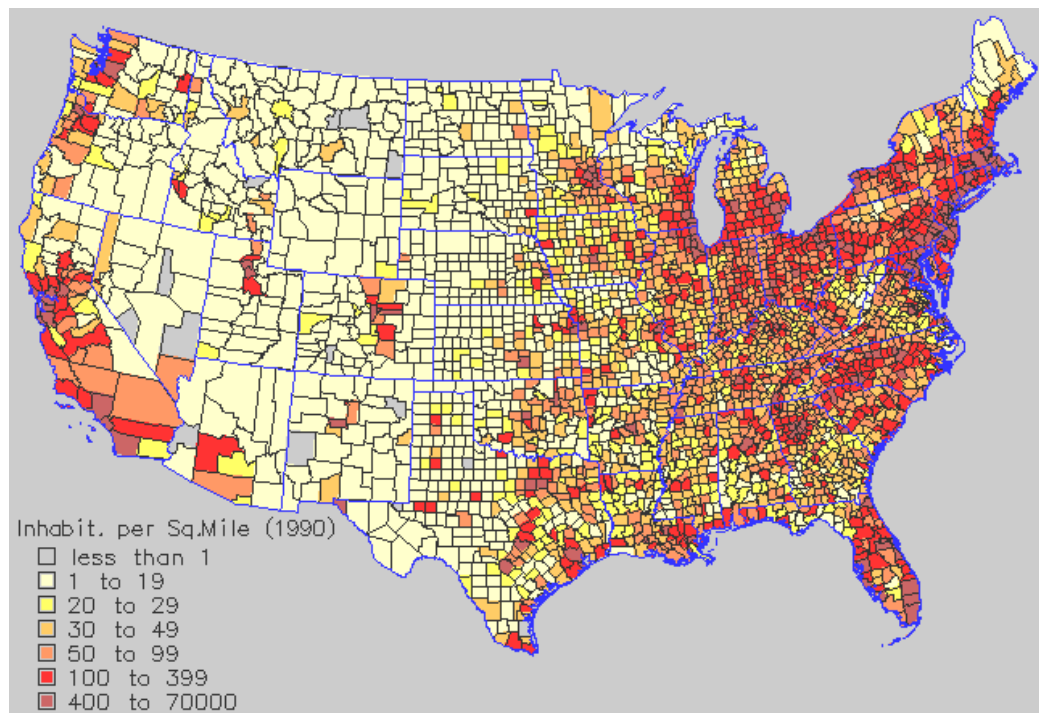 Inhabit. per Sq.Mile (1990)
less than 1
1 to 19
20 to 29
30 to 49
50 to 99
100 to 399
400 to 70000